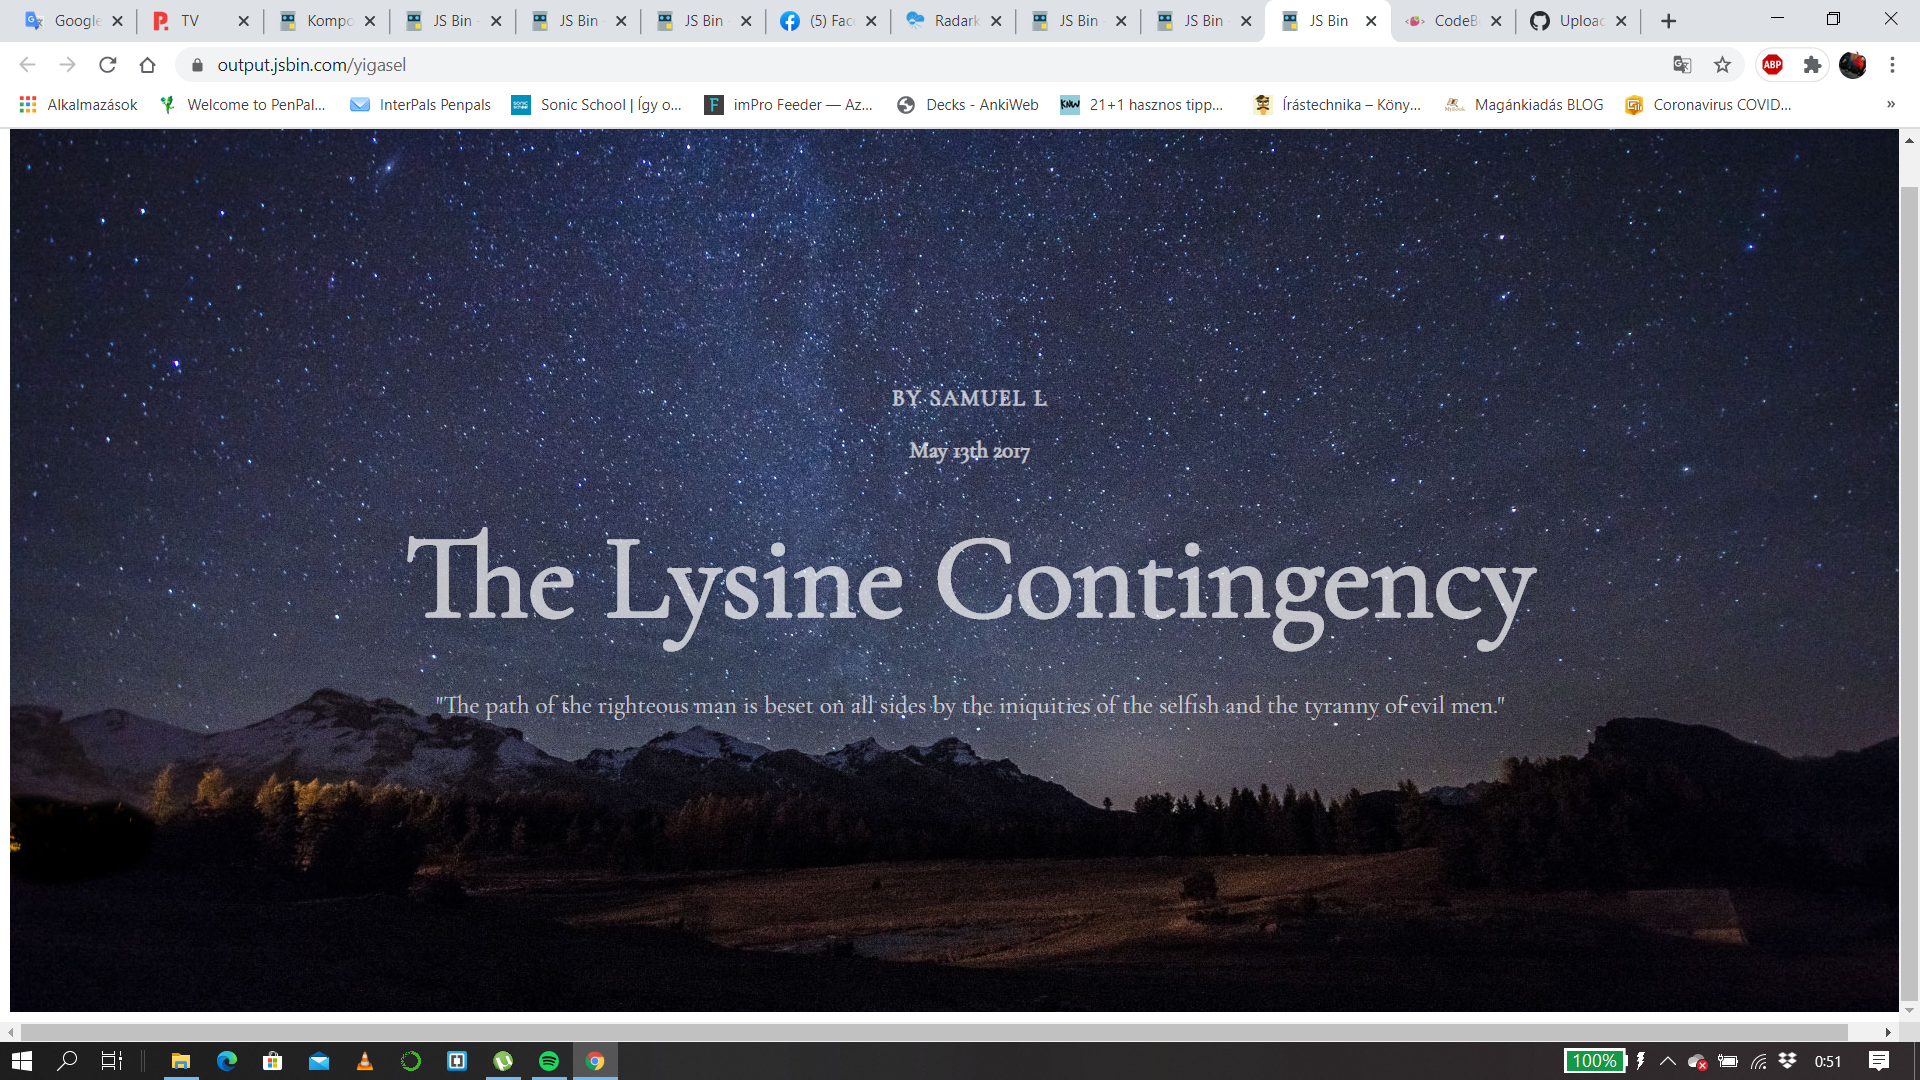 Google
TV
Kompo
JS Bin
JS Bin
JS Bin
(5) Fac
Radark
JS Bin
JS Bin
JS Bin
CodeB
Upload
output.jsbin.com/yigasel
ABP
Alkalmazások
Welcome to PenPal...
InterPals Penpals
Sonic School | Így o...
imPro Feeder — Az...
Decks - AnkiWeb
21+1 hasznos tipp...
Írástechnika – Köny...
Magánkiadás BLOG
Coronavirus COVID...
»
BY SAMUEL L
May 13th 2017
The Lysine Contingency
"The path of the righteous man is beset on all sides by the iniquities of the selfish and the tyranny of evil men."
100%
0:51